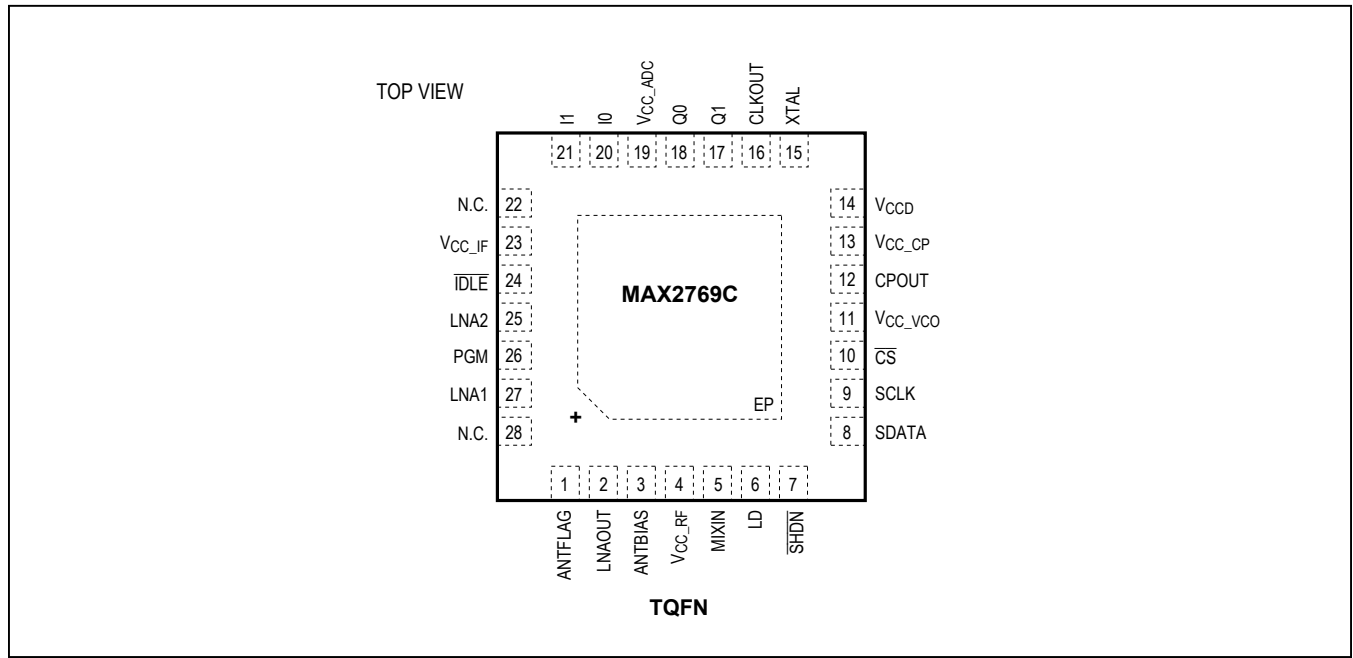 TOP VIEW
I1
I0
VCC_ADC
Q0
Q1
CLKOUT
XTAL
21 20 19 18 17 16 15
N.C. 22
VCC_IF 23
IDLE 24
LNA2 25
PGM 26
LNA1 27
N.C. 28
14 VCCD
13 VCC_CP
12 CPOUT
11 VCC_VCO
10 CS
9 SCLK
8 SDATA
MAX2769C
EP
+
1 2 3 4 5 6 7
ANTFLAG
LNAOUT
ANTBIAS
VCC_RF
MIXIN
LD
SHDN
TQFN